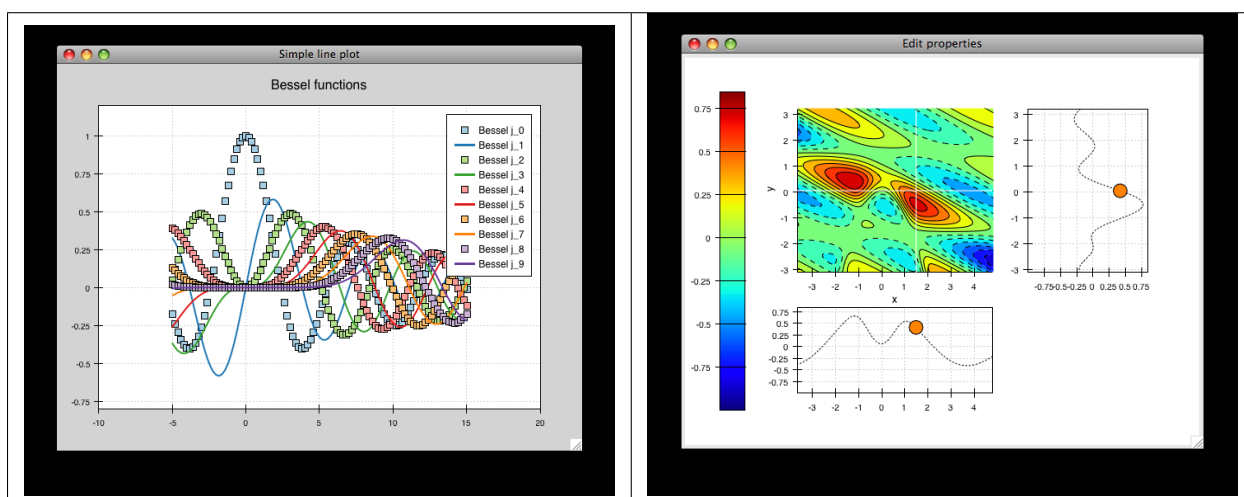 Simple line plot
Bessel functions
1
0.75
0.5
0.25
0
-0.25
-0.5
-0.75
-10 -5 0 5 10 15 20
Bessel j_0
Bessel j_1
Bessel j_2
Bessel j_3
Bessel j_4
Bessel j_5
Bessel j_6
Bessel j_7
Bessel j_8
Bessel j_9
Edit properties
0.75
0.5
0.25
0
-0.25
-0.5
-0.75
3
2
1
0
-1
-2
-3
y
-3 -2 -1 0 1 2 3 4
x
3
2
1
0
-1
-2
-3
-0.75 -0.5 -0.25 0 0.25 0.5 0.75
0.75
0.5
0.25
0
-0.25
-0.5
-0.75
-3 -2 -1 0 1 2 3 4